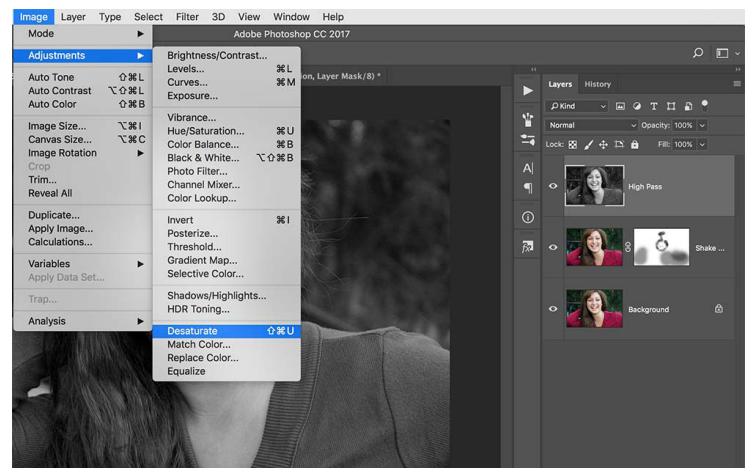 Image Layer Type Select Filter 3D View Window Help
Adobe Photoshop CC 2017
Mode
Adjustments
Auto Tone ⇧⌘L
Auto Contrast ⌥⇧⌘L
Auto Color ⇧⌘B
Image Size... ⌥⌘I
Canvas Size... ⌥⌘C
Image Rotation
Crop
Trim...
Reveal All
Duplicate...
Apply Image...
Calculations...
Variables
Apply Data Set...
Trap...
Analysis
Brightness/Contrast...
Levels... ⌘L
Curves... ⌘M
Exposure...
Vibrance...
Hue/Saturation... ⌘U
Color Balance... ⌘B
Black & White... ⌥⇧⌘B
Photo Filter...
Channel Mixer...
Color Lookup...
Invert ⌘I
Posterize...
Threshold...
Gradient Map...
Selective Color...
Shadows/Highlights...
HDR Toning...
Desaturate ⇧⌘U
Match Color...
Replace Color...
Equalize
ion, Layer Mask/8) *
Layers History
Kind
Normal Opacity: 100%
Lock: Fill: 100%
High Pass
Shake ...
Background